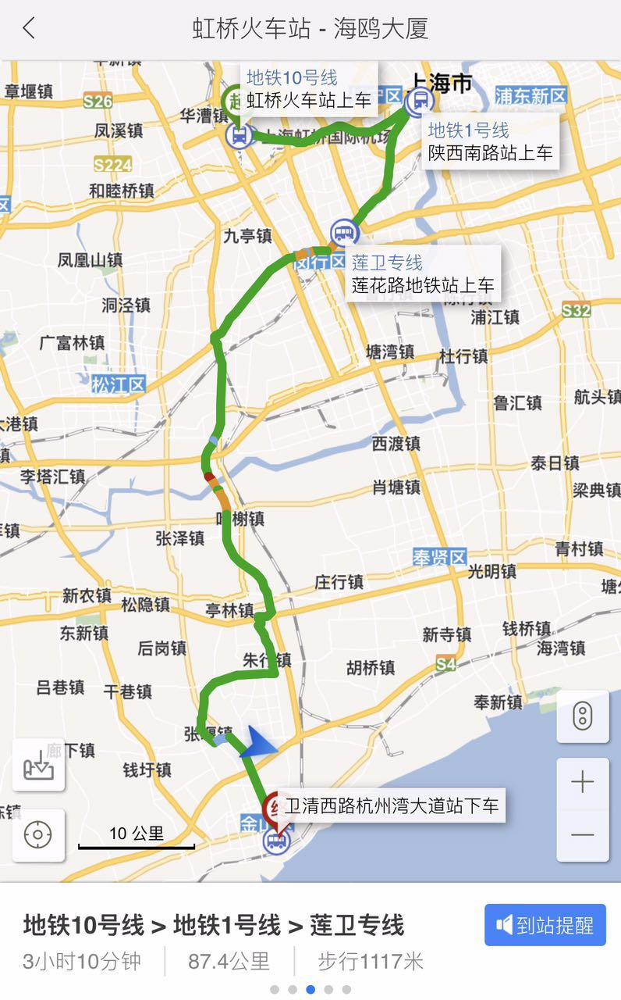 虹桥火车站 - 海鸥大厦
地铁10号线
虹桥火车站上车
上海市
浦东新区
章堰镇
S26
华漕镇
凤溪镇
上海虹桥国际机场
地铁1号线
陕西南路站上车
S224
和睦桥镇
九亭镇
凤凰山镇
闵行区
莲卫专线
莲花路地铁站上车
洞泾镇
S32
浦江镇
广富林镇
塘湾镇
杜行镇
松江区
鲁汇镇
航头镇
大港镇
西渡镇
泰日镇
李塔汇镇
肖塘镇
梁典镇
叶榭镇
张泽镇
青村镇
奉贤区
光明镇
庄行镇
新农镇
松隐镇
亭林镇
东新镇
新寺镇
钱桥镇
后岗镇
海湾镇
朱行镇
胡桥镇
S4
吕巷镇
干巷镇
奉新镇
张堰镇
廊下镇
钱圩镇
卫清西路杭州湾大道站下车
10 公里
地铁10号线 > 地铁1号线 > 莲卫专线
到站提醒
3小时10分钟
87.4公里
步行1117米